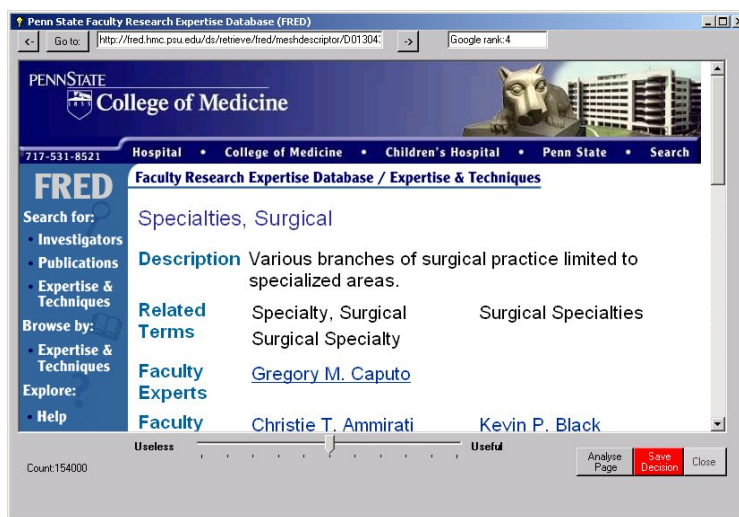 Penn State Faculty Research Expertise Database (FRED)
<- Go to: http://fred.hmc.psu.edu/ds/retrieve/fred/meshdescriptor/D01304 -> Google rank:4
PENNSTATE
1855
College of Medicine
717-531-8521 Hospital • College of Medicine • Children's Hospital • Penn State • Search
FRED
Faculty Research Expertise Database / Expertise & Techniques
Search for:
• Investigators
• Publications
• Expertise &
Techniques
Browse by:
• Expertise &
Techniques
Explore:
• Help
Specialties, Surgical
Description Various branches of surgical practice limited to
specialized areas.
Related Specialty, Surgical Surgical Specialties
Terms Surgical Specialty
Faculty Gregory M. Caputo
Experts
Faculty Christie T. Ammirati Kevin P. Black
Useless Useful
Count:154000
Analyse
Page
Save
Decision
Close